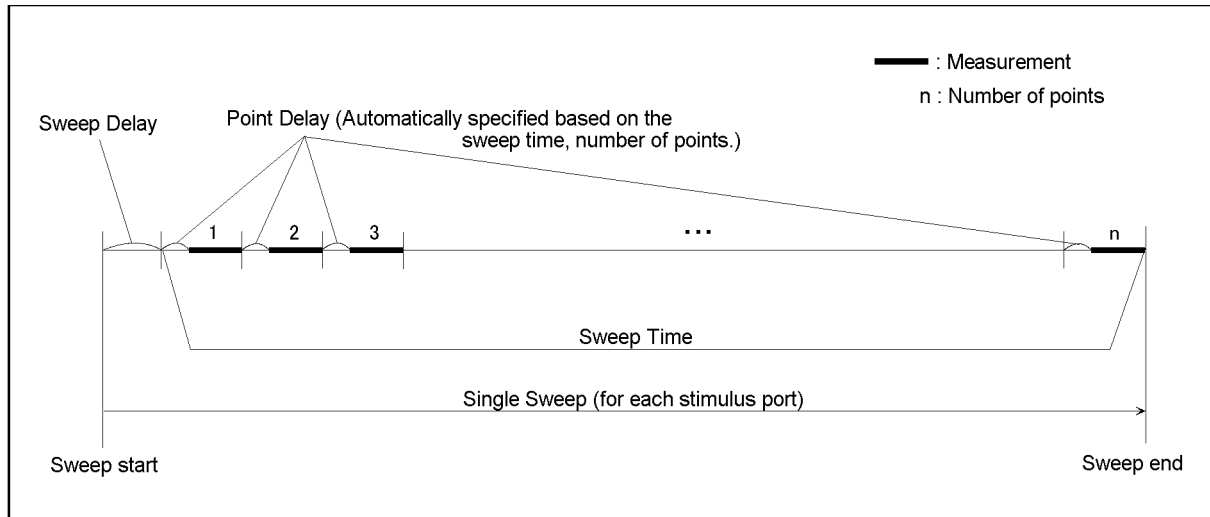 : Measurement
n : Number of points
Sweep Delay
Point Delay (Automatically specified based on the
sweep time, number of points.)
1 2 3 ... n
Sweep Time
Single Sweep (for each stimulus port)
Sweep start
Sweep end